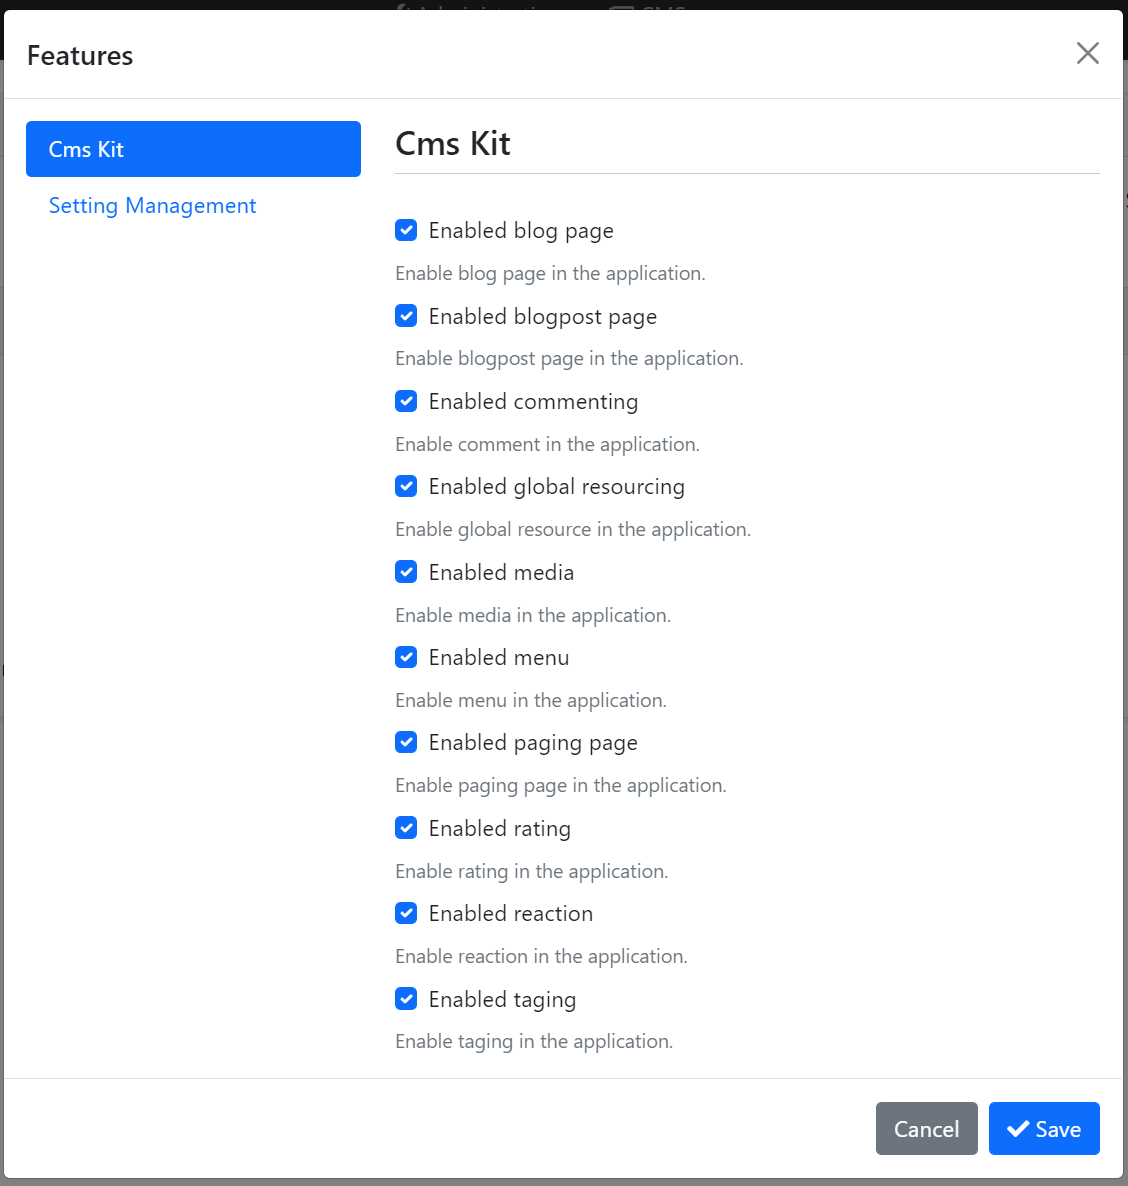 Features
Cms Kit
Setting Management
Cms Kit
Enabled blog page
Enable blog page in the application.
Enabled blogpost page
Enable blogpost page in the application.
Enabled commenting
Enable comment in the application.
Enabled global resourcing
Enable global resource in the application.
Enabled media
Enable media in the application.
Enabled menu
Enable menu in the application.
Enabled paging page
Enable paging page in the application.
Enabled rating
Enable rating in the application.
Enabled reaction
Enable reaction in the application.
Enabled taging
Enable taging in the application.
Cancel
Save